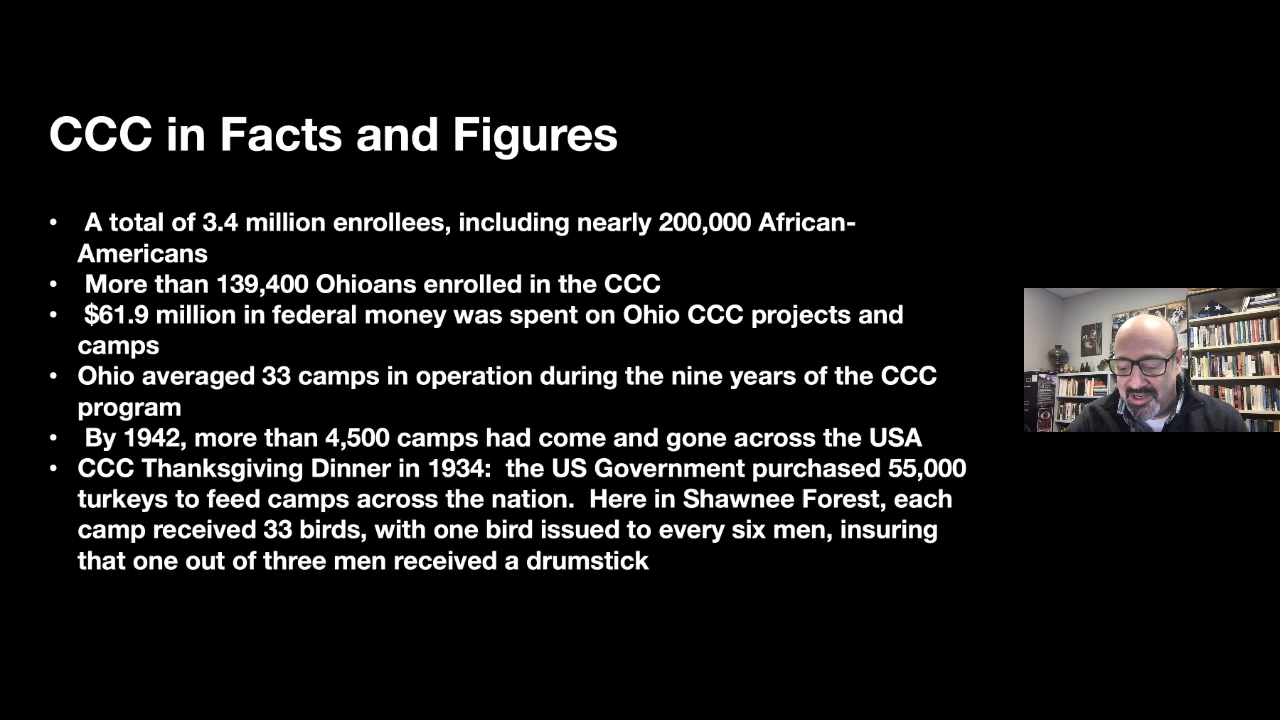 CCC in Facts and Figures
• A total of 3.4 million enrollees, including nearly 200,000 African-
Americans
• More than 139,400 Ohioans enrolled in the CCC
• $61.9 million in federal money was spent on Ohio CCC projects and
camps
• Ohio averaged 33 camps in operation during the nine years of the CCC
program
• By 1942, more than 4,500 camps had come and gone across the USA
• CCC Thanksgiving Dinner in 1934:  the US Government purchased 55,000
turkeys to feed camps across the nation.  Here in Shawnee Forest, each
camp received 33 birds, with one bird issued to every six men, insuring
that one out of three men received a drumstick